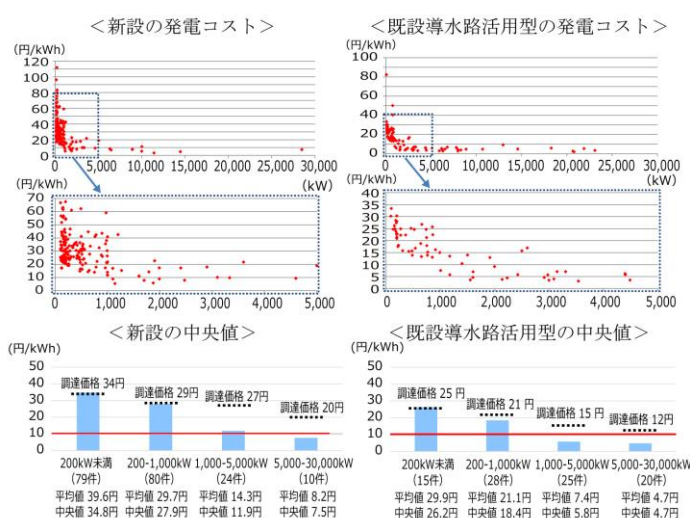 ＜新設の発電コスト＞
(円/kWh)
120
100
80
60
40
20
0
0 5,000 10,000 15,000 20,000 25,000 30,000
(円/kWh) (kW)
70
60
50
40
30
20
10
0
0 1,000 2,000 3,000 4,000 5,000
＜既設導水路活用型の発電コスト＞
(円/kWh)
100
80
60
40
20
0
0 5,000 10,000 15,000 20,000 25,000 30,000
(円/kWh) (kW)
40
35
30
25
20
15
10
5
0
0 1,000 2,000 3,000 4,000 5,000
＜新設の中央値＞
(円/kWh)
50
40
30
20
10
0
調達価格 34円
調達価格 29円
調達価格 27円
調達価格 20円
200kW未満 200-1,000kW 1,000-5,000kW 5,000-30,000kW
(79件) (80件) (24件) (10件)
平均値 39.6円 平均値 29.7円 平均値 14.3円 平均値 8.2円
中央値 34.8円 中央値 27.9円 中央値 11.9円 中央値 7.5円
＜既設導水路活用型の中央値＞
(円/kWh)
50
40
30
20
10
0
調達価格 25 円
調達価格 21 円
調達価格 15 円
調達価格 12円
200kW未満 200-1,000kW 1,000-5,000kW 5,000-30,000kW
(15件) (28件) (25件) (20件)
平均値 29.9円 平均値 21.1円 平均値 7.4円 平均値 4.7円
中央値 26.2円 中央値 18.4円 中央値 5.8円 中央値 4.7円